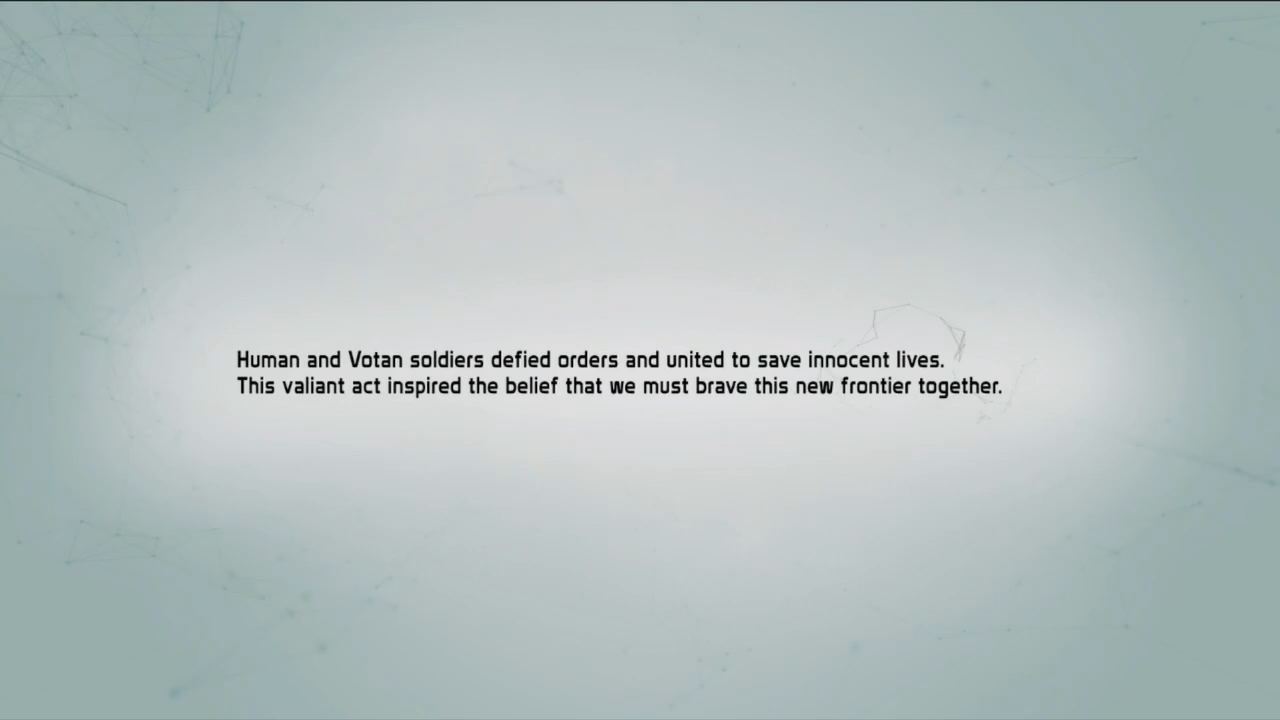 Human and Votan soldiers defied orders and united to save innocent lives.
This valiant act inspired the belief that we must brave this new frontier together.